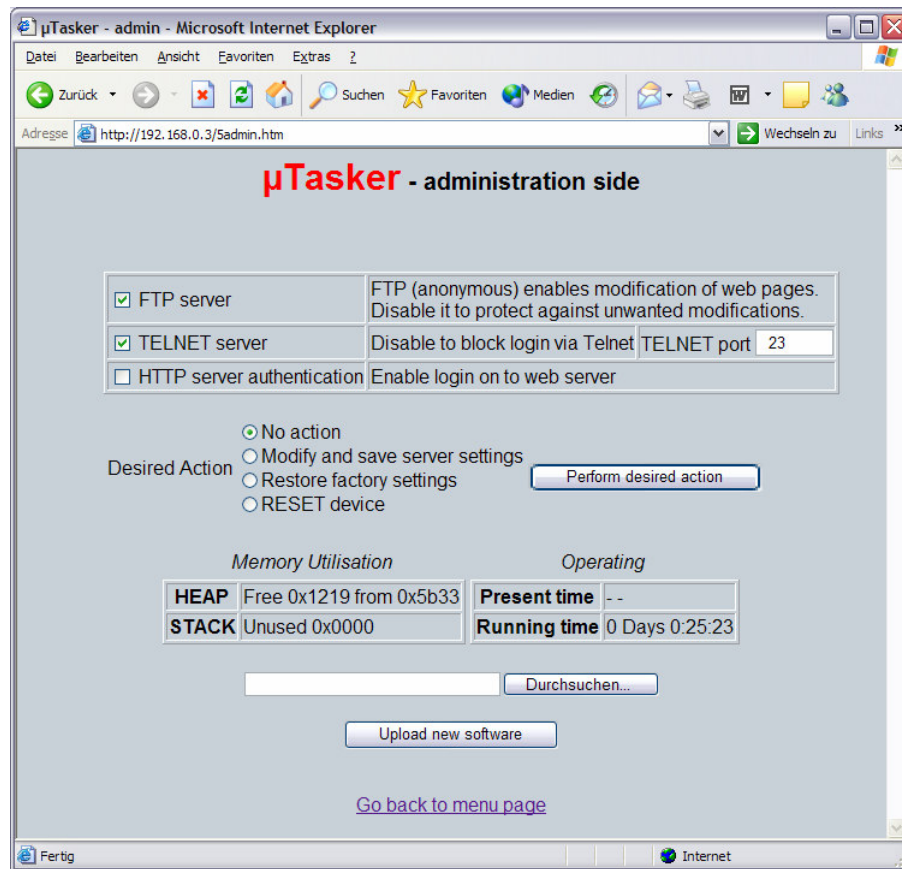 µTasker - admin - Microsoft Internet Explorer
Datei Bearbeiten Ansicht Favoriten Extras ?
Zurück Suchen Favoriten Medien
Adresse http://192.168.0.3/5admin.htm Wechseln zu Links »
µTasker - administration side
FTP server FTP (anonymous) enables modification of web pages.
Disable it to protect against unwanted modifications.
TELNET server Disable to block login via Telnet TELNET port 23
HTTP server authentication Enable login on to web server
Desired Action
No action
Modify and save server settings
Restore factory settings
RESET device
Perform desired action
Memory Utilisation Operating
HEAP Free 0x1219 from 0x5b33 Present time - -
STACK Unused 0x0000 Running time 0 Days 0:25:23
Durchsuchen...
Upload new software
Go back to menu page
Fertig Internet